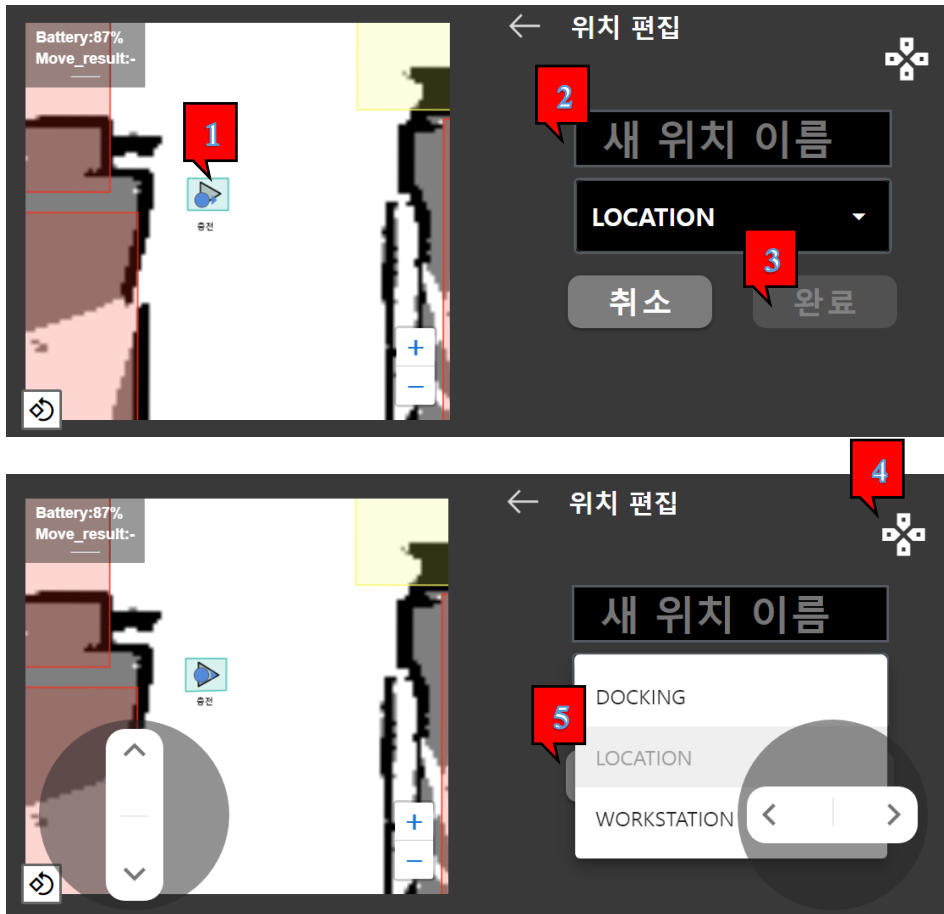 Battery:87%
Move_result:-
1
충전
+
−
위치 편집
2
새 위치 이름
LOCATION
3
취소
완료
4
Battery:87%
Move_result:-
충전
+
−
위치 편집
새 위치 이름
5
DOCKING
LOCATION
WORKSTATION